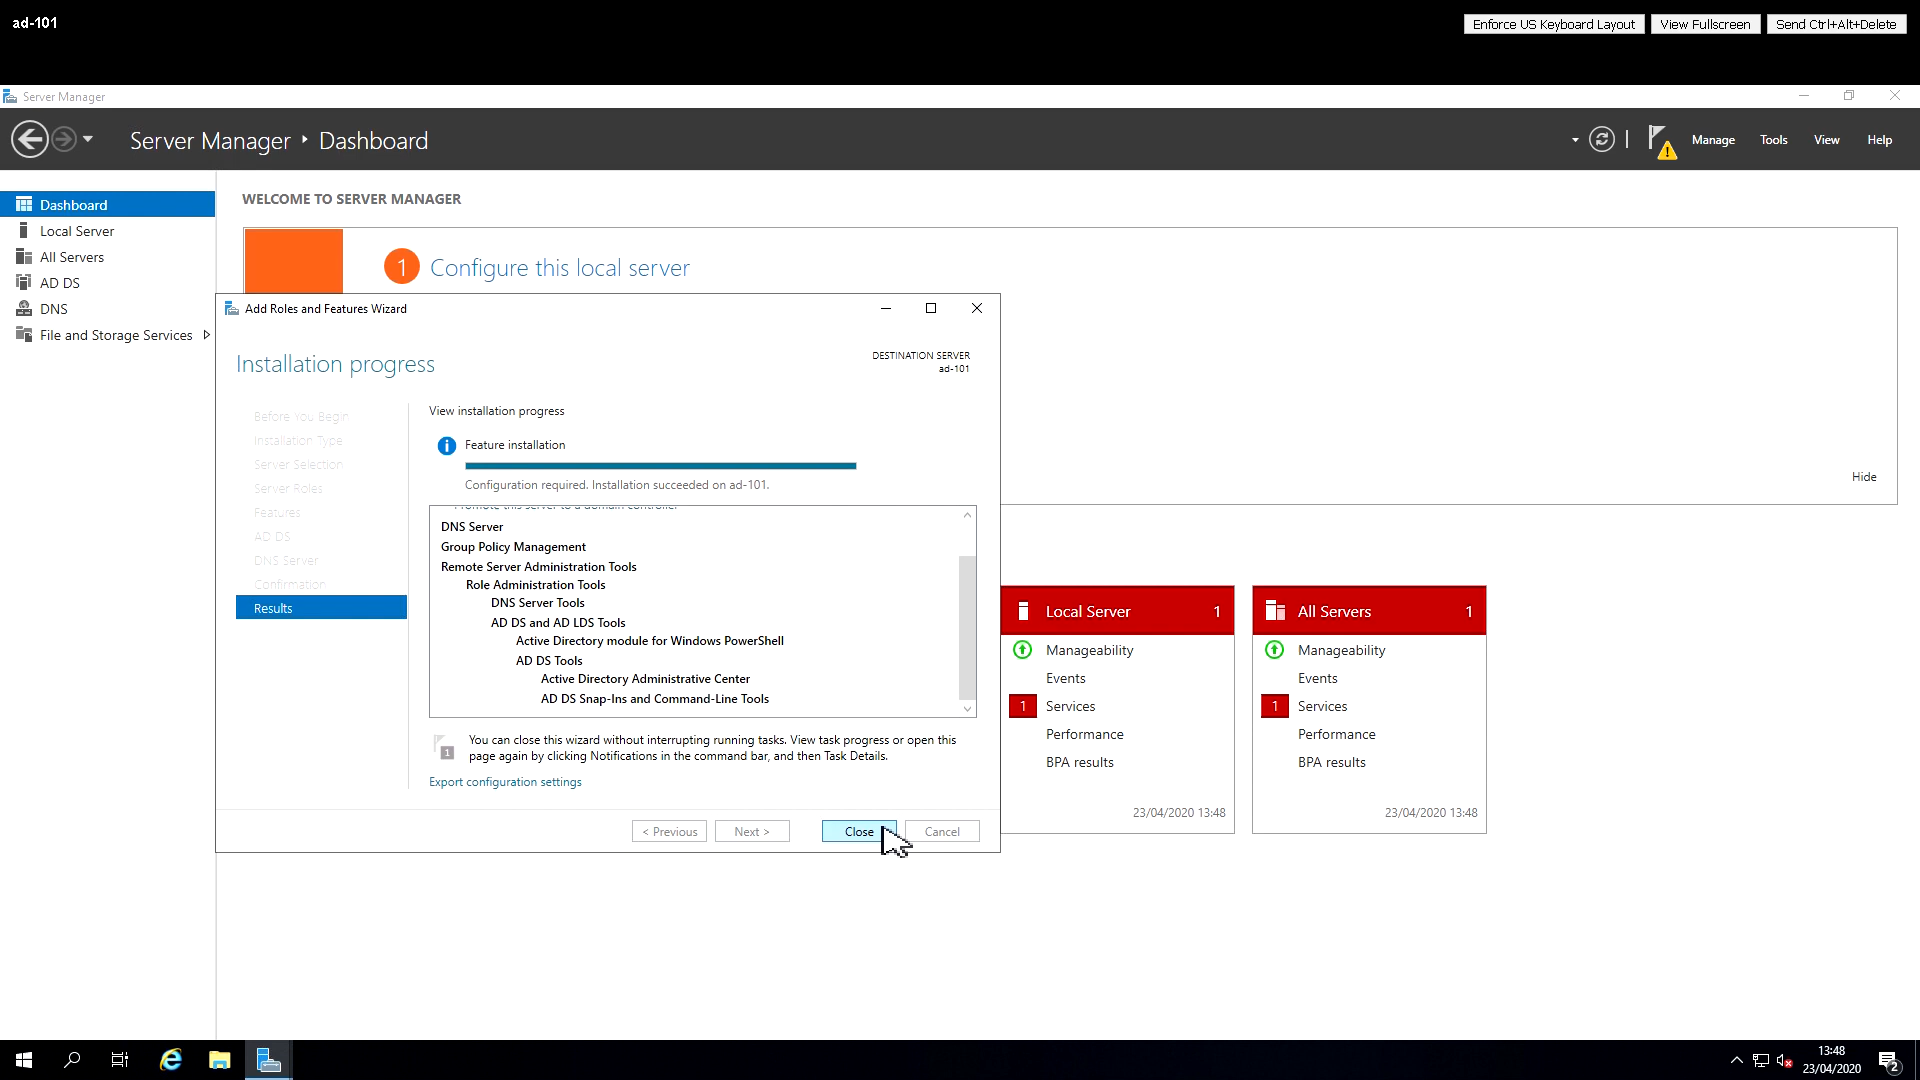 ad-101
Enforce US Keyboard Layout
View Fullscreen
Send Ctrl+Alt+Delete
Server Manager
Server Manager
Dashboard
Manage
Tools
View
Help
Dashboard
Local Server
All Servers
AD DS
DNS
File and Storage Services
WELCOME TO SERVER MANAGER
1
Configure this local server
Hide
Add Roles and Features Wizard
Installation progress
DESTINATION SERVER
ad-101
Before You Begin
Installation Type
Server Selection
Server Roles
Features
AD DS
DNS Server
Confirmation
Results
View installation progress
Feature installation
Configuration required. Installation succeeded on ad-101.
Promote this server to a domain controller
DNS Server
Group Policy Management
Remote Server Administration Tools
Role Administration Tools
DNS Server Tools
AD DS and AD LDS Tools
Active Directory module for Windows PowerShell
AD DS Tools
Active Directory Administrative Center
AD DS Snap-Ins and Command-Line Tools
1
You can close this wizard without interrupting running tasks. View task progress or open this
page again by clicking Notifications in the command bar, and then Task Details.
Export configuration settings
< Previous
Next >
Close
Cancel
Local Server
1
Manageability
Events
1
Services
Performance
BPA results
23/04/2020 13:48
All Servers
1
Manageability
Events
1
Services
Performance
BPA results
23/04/2020 13:48
13:48
23/04/2020
2